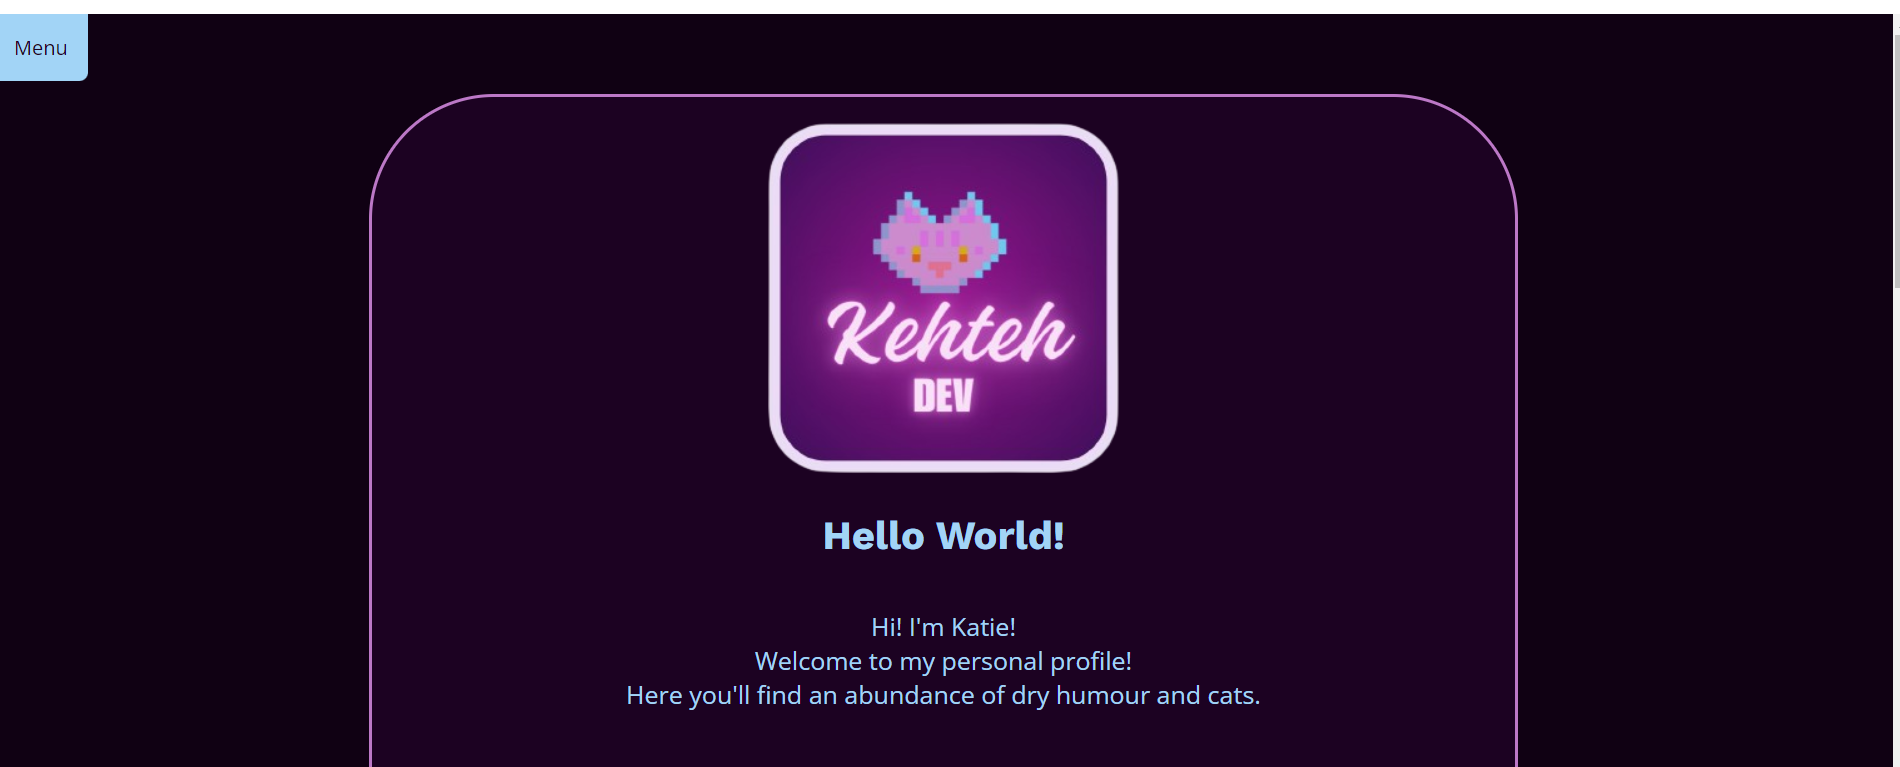 Menu
Kehteh
DEV
Hello World!
Hi! I'm Katie!
Welcome to my personal profile!
Here you'll find an abundance of dry humour and cats.